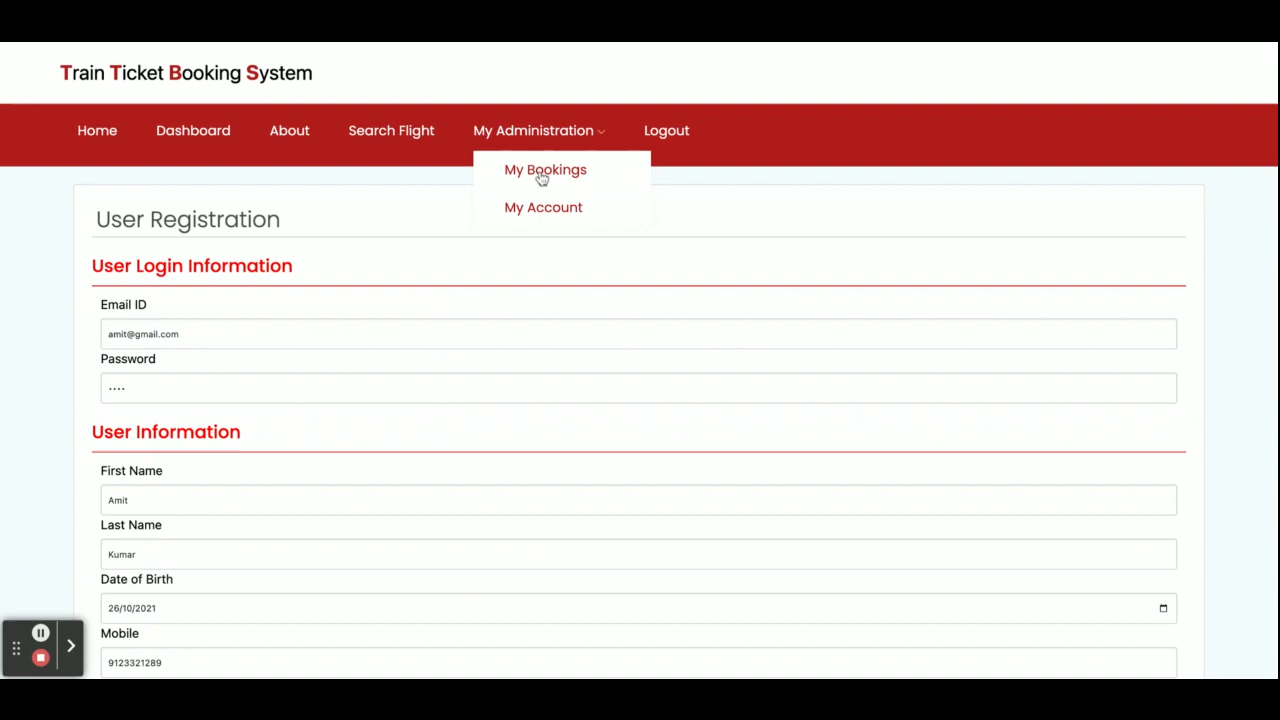 Train Ticket Booking System
Home Dashboard About Search Flight My Administration Logout
My Bookings
My Account
User Registration
User Login Information
Email ID
amit@gmail.com
Password
····
User Information
First Name
Amit
Last Name
Kumar
Date of Birth
26/10/2021
Mobile
9123321289